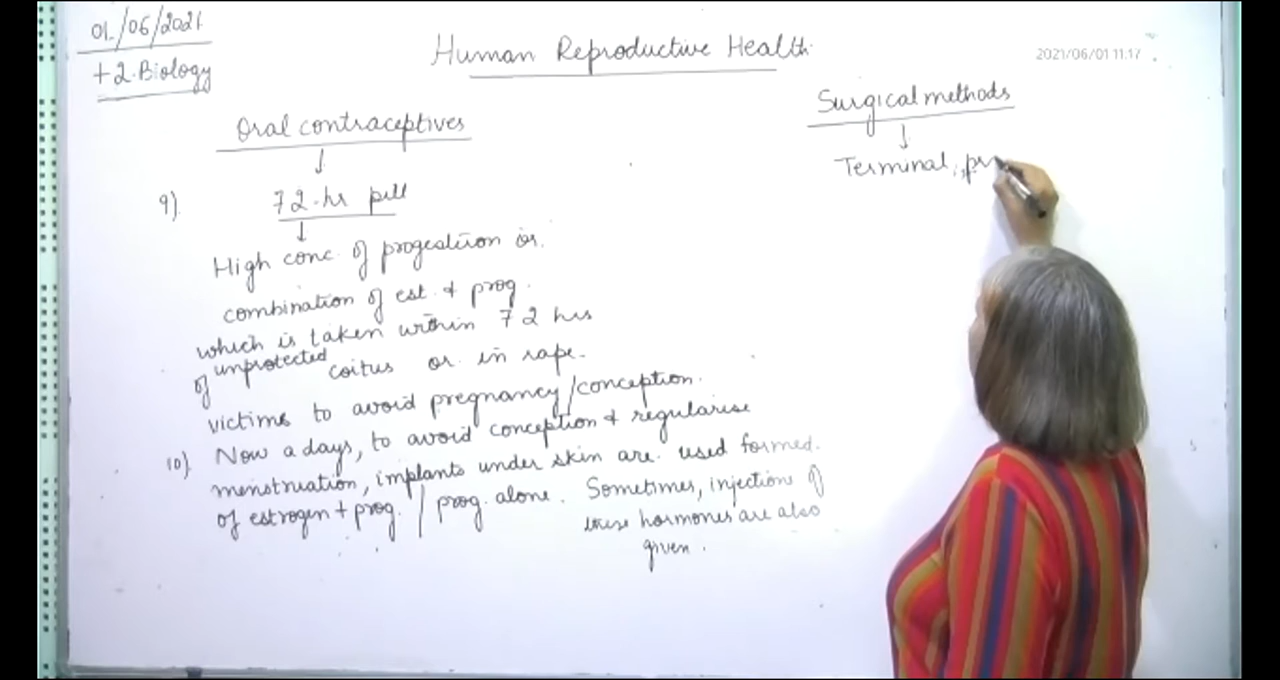 01/06/2021
+2 Biology
Human Reproductive Health
2021/06/01 11:17
Oral contraceptives
↓
9) 72-hr pill
↓
High conc. of progestiron or
combination of est. + prog.
which is taken within 72 hrs
of unprotected coitus or in rape
victims to avoid pregnancy/conception.
10) Now a days, to avoid conception & regularise
menstruation, implants under skin are used formed
of estrogen + prog. / prog. alone. Sometimes, injections of
these hormones are also
given.
Surgical methods
↓
Terminal, pr